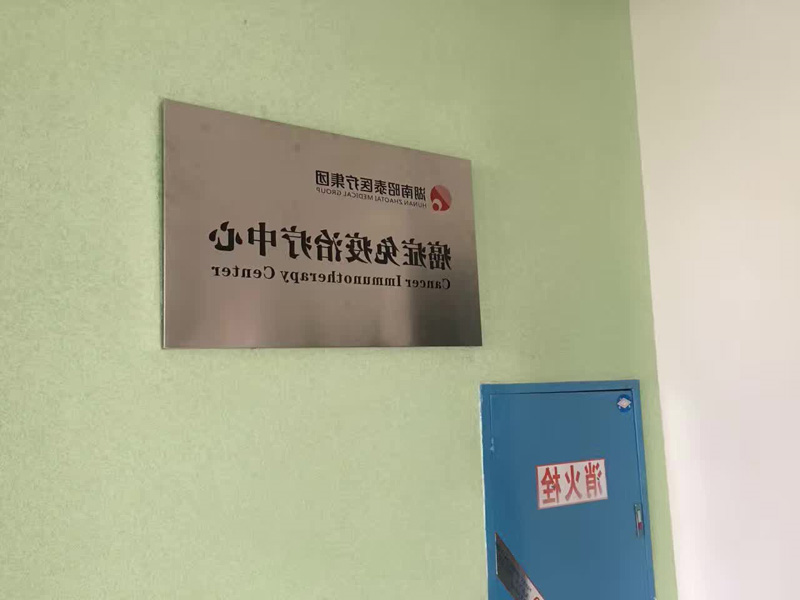 湖南昭泰医疗集团
HUNAN ZHAOTAI MEDICAL GROUP
癌症免疫治疗中心
Cancer Immunotherapy Center
消火栓